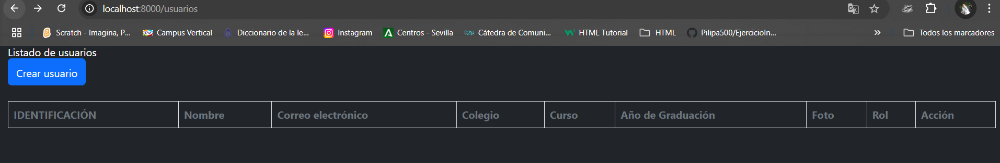 localhost:8000/usuarios
Scratch - Imagina, P... Campus Vertical Diccionario de la le... Instagram Centros - Sevilla Cátedra de Comuni... HTML Tutorial HTML Pilipa500/EjercicioIn... Todos los marcadores
Listado de usuarios
Crear usuario
IDENTIFICACIÓN Nombre Correo electrónico Colegio Curso Año de Graduación Foto Rol Acción